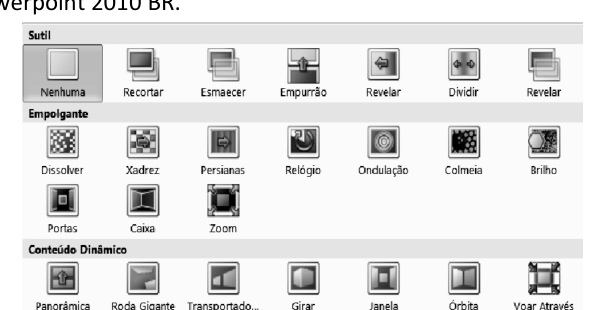 werpoint 2010 BR.
Sutil
Nenhuma Recortar Esmaecer Empurrão Revelar Dividir Revelar
Empolgante
Dissolver Xadrez Persianas Relógio Ondulação Colmeia Brilho
Portas Caixa Zoom
Conteúdo Dinâmico
Panorâmica Roda Gigante Transportado... Girar Janela Órbita Voar Através